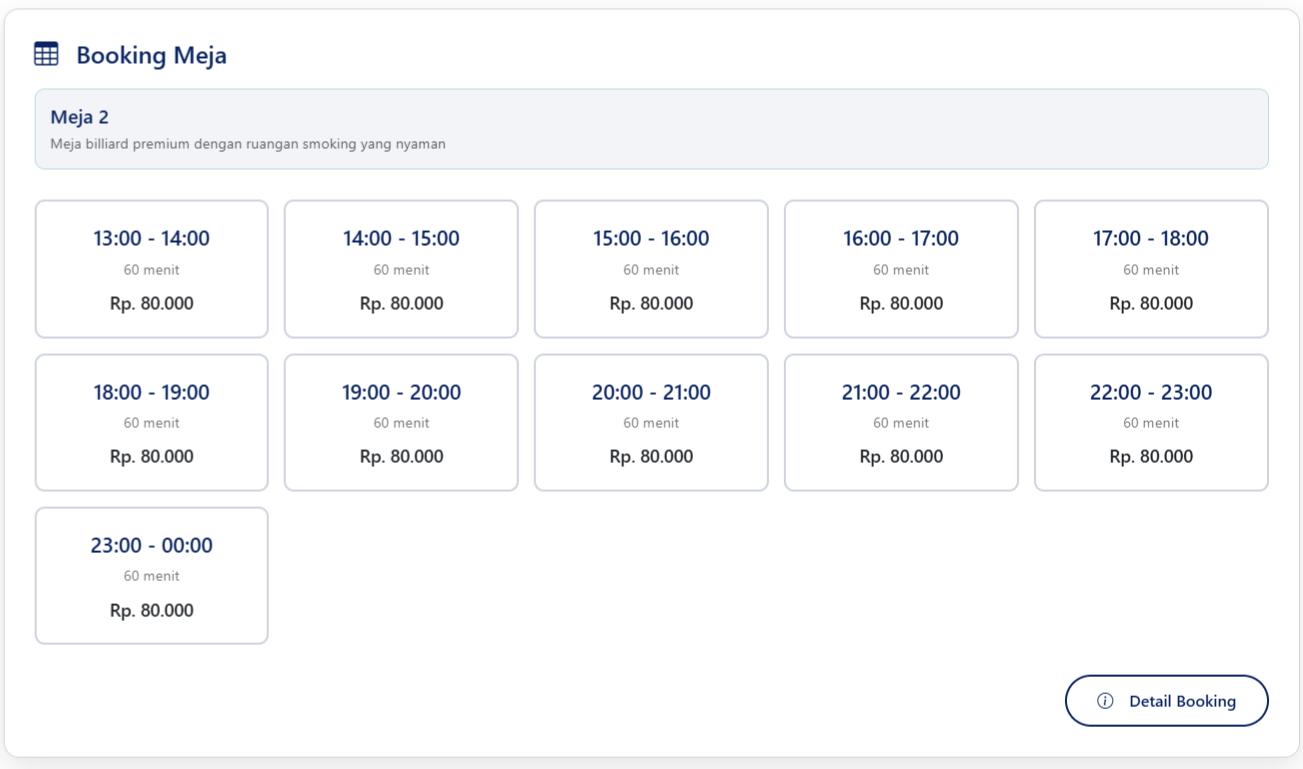 Booking Meja
Meja 2
Meja billiard premium dengan ruangan smoking yang nyaman
13:00 - 14:00
60 menit
Rp. 80.000
14:00 - 15:00
60 menit
Rp. 80.000
15:00 - 16:00
60 menit
Rp. 80.000
16:00 - 17:00
60 menit
Rp. 80.000
17:00 - 18:00
60 menit
Rp. 80.000
18:00 - 19:00
60 menit
Rp. 80.000
19:00 - 20:00
60 menit
Rp. 80.000
20:00 - 21:00
60 menit
Rp. 80.000
21:00 - 22:00
60 menit
Rp. 80.000
22:00 - 23:00
60 menit
Rp. 80.000
23:00 - 00:00
60 menit
Rp. 80.000
Detail Booking